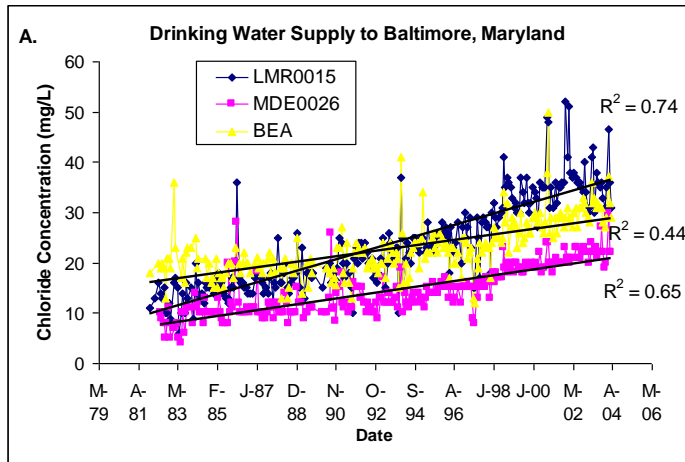 A.
Drinking Water Supply to Baltimore, Maryland
60
50
40
30
20
10
0
Chloride Concentration (mg/L)
LMR0015
MDE0026
BEA
R² = 0.74
R² = 0.44
R² = 0.65
M- A- M- F- J-87 D- N- O- S- A- J-98 J-00 M- A- M-
79 81 83 85 88 90 92 94 96 02 04 06
Date